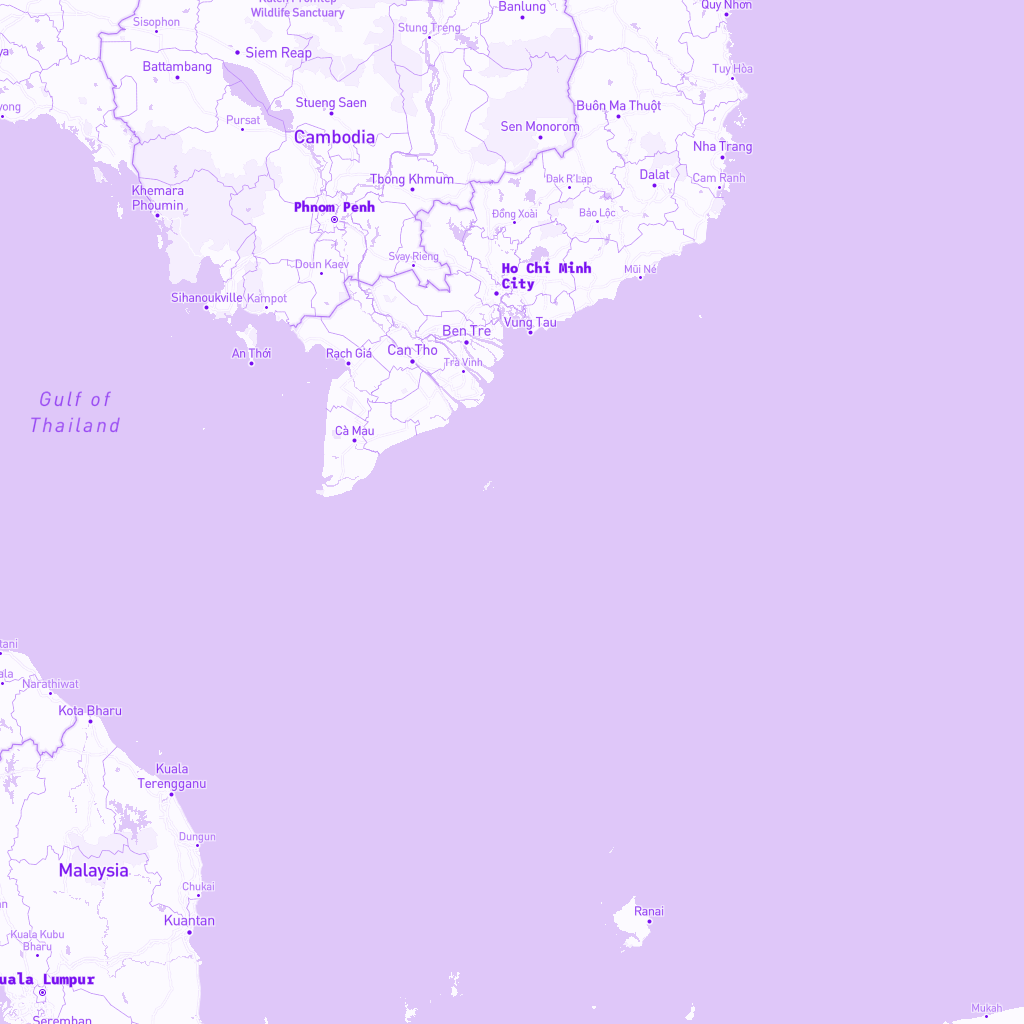 Wildlife Sanctuary
Banlung
Quy Nhơn
Sisophon
Stung Treng
Siem Reap
Battambang
Tuy Hòa
Stueng Saen
Buôn Ma Thuột
Pursat
Cambodia
Sen Monorom
Nha Trang
Tbong Khmum
Dak R'Lap
Dalat
Cam Ranh
Khemara
Phoumin
Phnom Penh
Đồng Xoài
Bảo Lộc
Svay Rieng
Doun Kaev
Ho Chi Minh
City
Mũi Né
Sihanoukville
Kampot
Vung Tau
Ben Tre
An Thới
Rạch Giá
Can Tho
Trà Vinh
Gulf of
Thailand
Cà Mau
tani
ala
Narathiwat
Kota Bharu
Kuala
Terengganu
Dungun
Malaysia
Chukai
Kuantan
Ranai
Kuala Kubu
Bharu
uala Lumpur
Mukah
Seremban